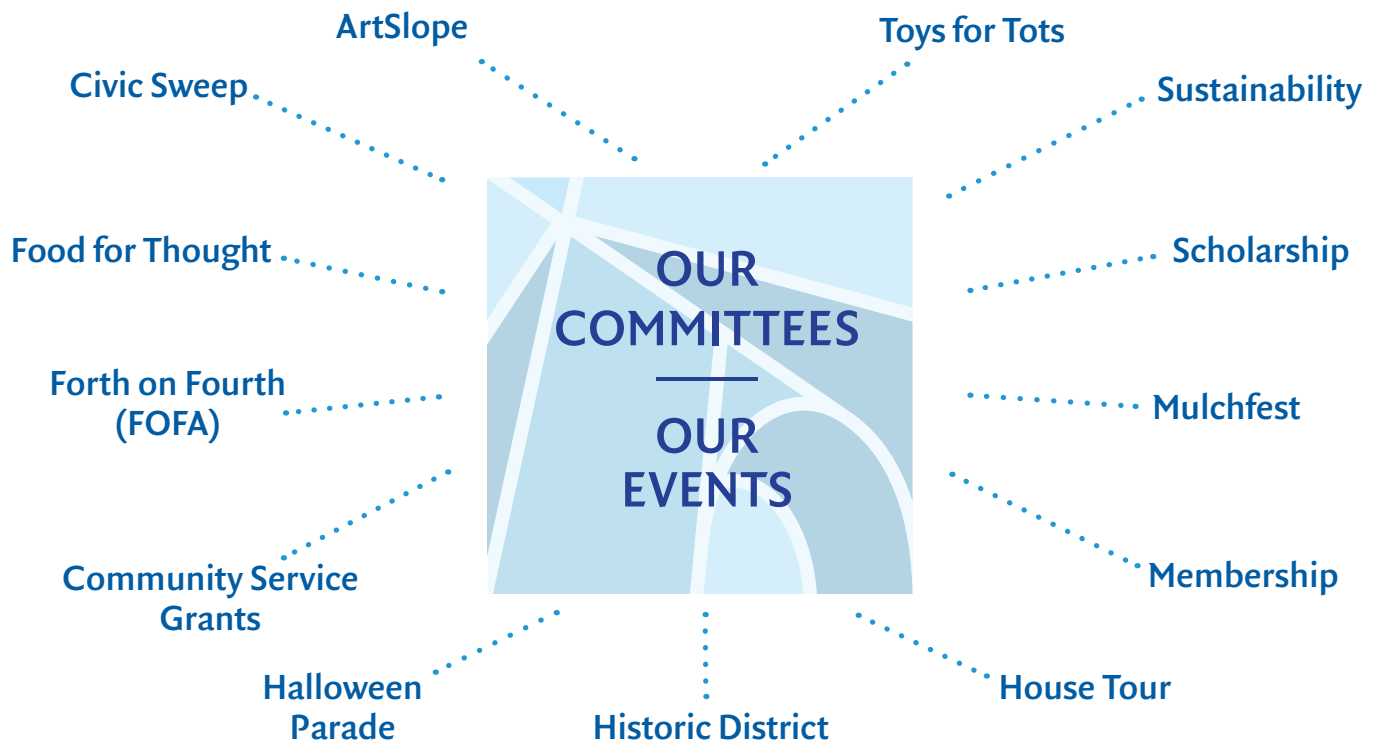 ArtSlope
Toys for Tots
Civic Sweep
Sustainability
Food for Thought
Scholarship
OUR
COMMITTEES
OUR
EVENTS
Forth on Fourth
(FOFA)
Mulchfest
Community Service
Grants
Membership
Halloween
Parade
Historic District
House Tour